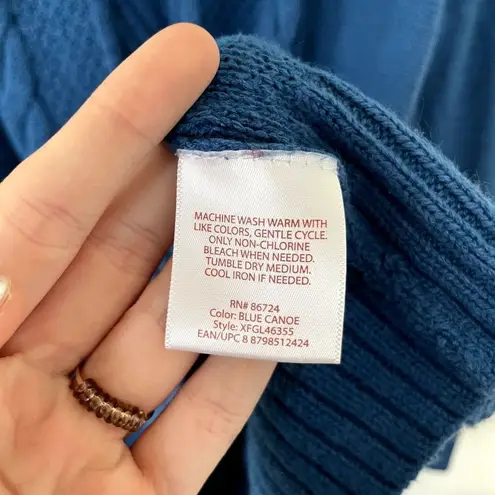 MACHINE WASH WARM WITH
LIKE COLORS, GENTLE CYCLE.
ONLY NON-CHLORINE
BLEACH WHEN NEEDED.
TUMBLE DRY MEDIUM.
COOL IRON IF NEEDED.
RN# 86724
Color: BLUE CANOE
Style: XFGL46355
EAN/UPC 8 8798512424